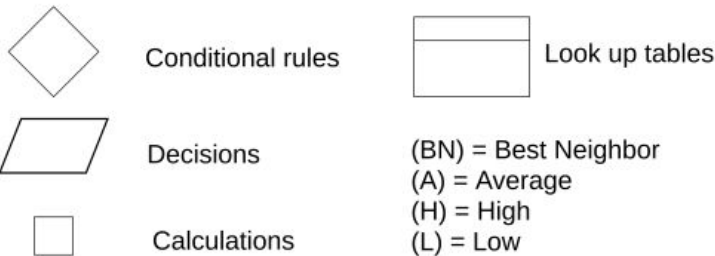 Conditional rules
Look up tables
Decisions
(BN) = Best Neighbor
(A) = Average
(H) = High
Calculations
(L) = Low